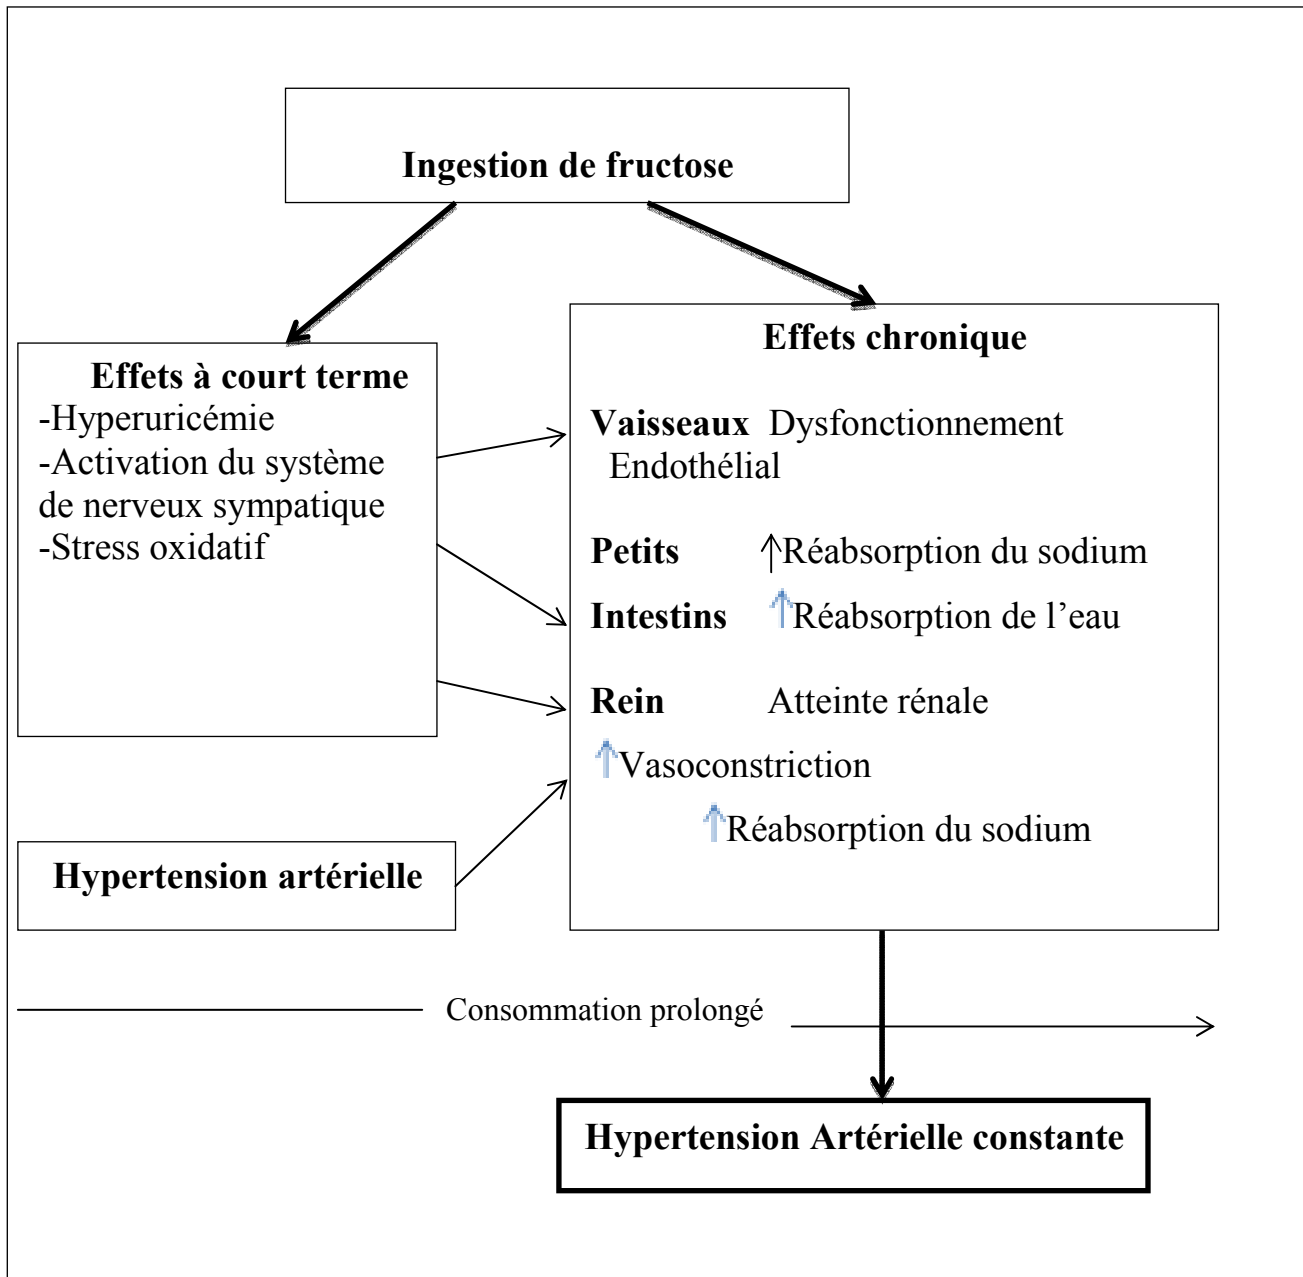 Ingestion de fructose
Effets à court terme
-Hyperuricémie
-Activation du système
de nerveux sympatique
-Stress oxidatif
Effets chronique
Vaisseaux Dysfonctionnement
Endothélial
Petits ↑Réabsorption du sodium
Intestins ↑Réabsorption de l’eau
Rein Atteinte rénale
↑Vasoconstriction
↑Réabsorption du sodium
Hypertension artérielle
Consommation prolongé
Hypertension Artérielle constante